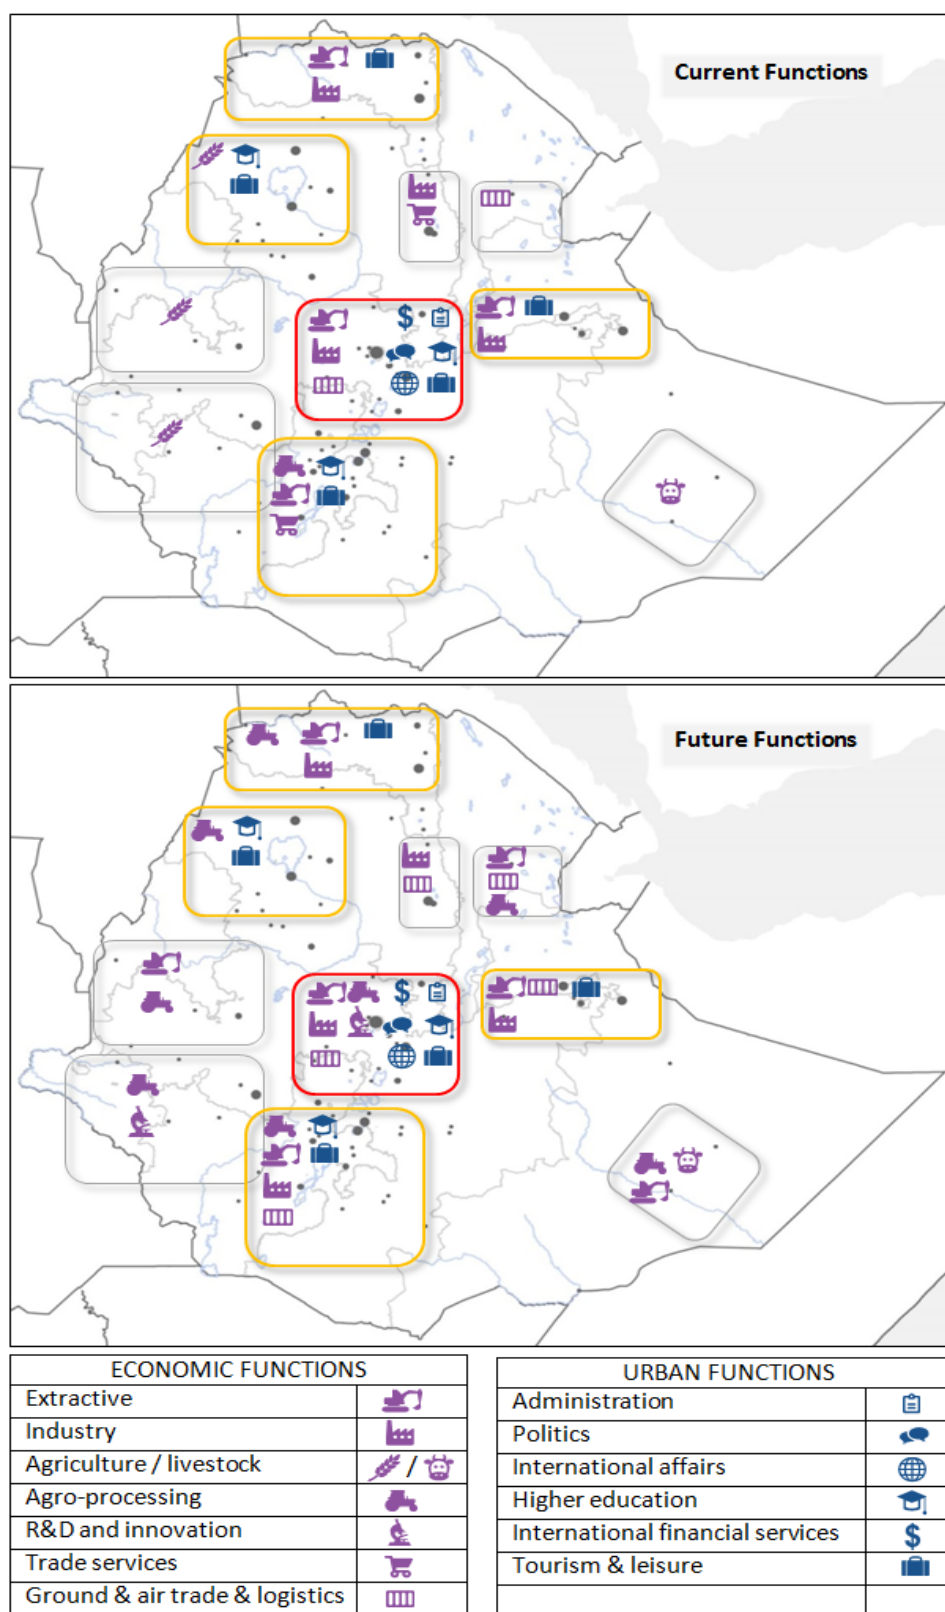 Current Functions
Future Functions
ECONOMIC FUNCTIONS
Extractive
Industry
Agriculture / livestock /
Agro-processing
R&D and innovation
Trade services
Ground & air trade & logistics
URBAN FUNCTIONS
Administration
Politics
International affairs
Higher education
International financial services $
Tourism & leisure